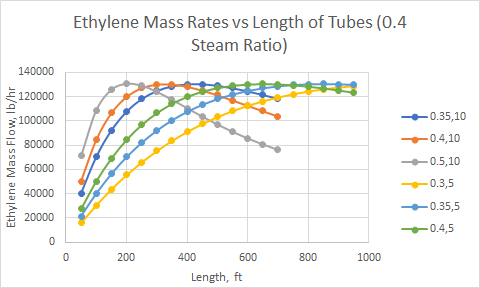 Ethylene Mass Rates vs Length of Tubes (0.4
Steam Ratio)
Ethylene Mass Flow, lb/hr
140000
120000
100000
80000
60000
40000
20000
0
0 200 400 600 800 1000
Length, ft
0.35,10
0.4,10
0.5,10
0.3,5
0.35,5
0.4,5